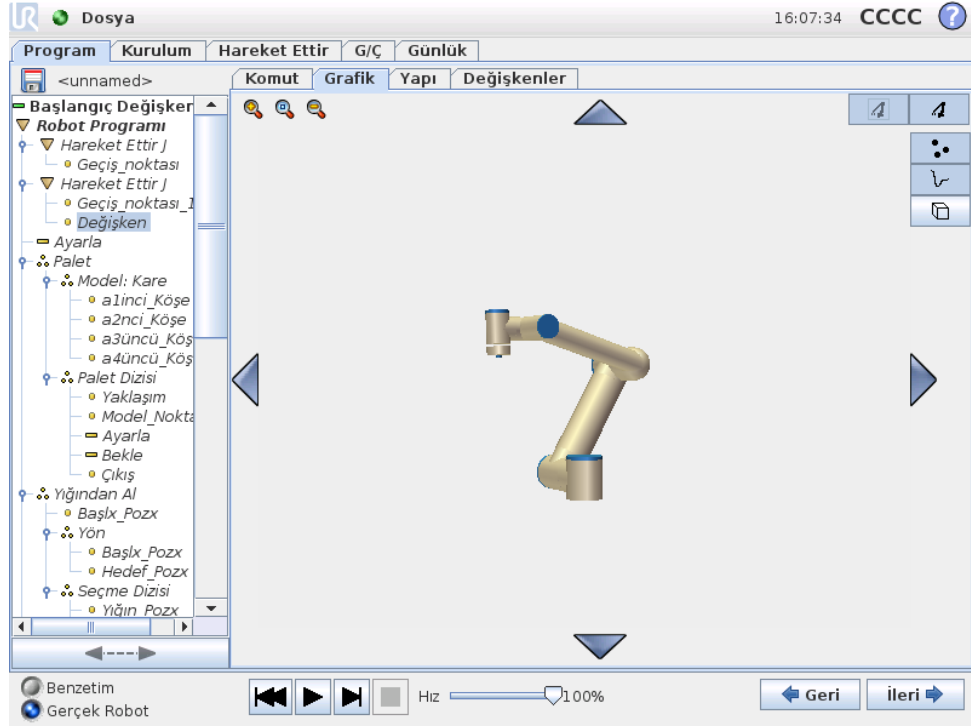 UR Dosya 16:07:34 CCCC ?
Program Kurulum Hareket Ettir G/Ç Günlük
<unnamed>
Komut Grafik Yapı Değişkenler
Başlangıç Değişker
Robot Programı
Hareket Ettir J
Geçiş_noktası
Hareket Ettir J
Geçiş_noktası_1
Değişken
Ayarla
Palet
Model: Kare
a1inci_Köşe
a2nci_Köşe
a3üncü_Köş
a4üncü_Köş
Palet Dizisi
Yaklaşım
Model_Nokta
Ayarla
Bekle
Çıkış
Yığından Al
Başlx_Pozx
Yön
Başlx_Pozx
Hedef_Pozx
Seçme Dizisi
Yığın_Pozx
Benzetim
Gerçek Robot
Hız 100%
Geri İleri